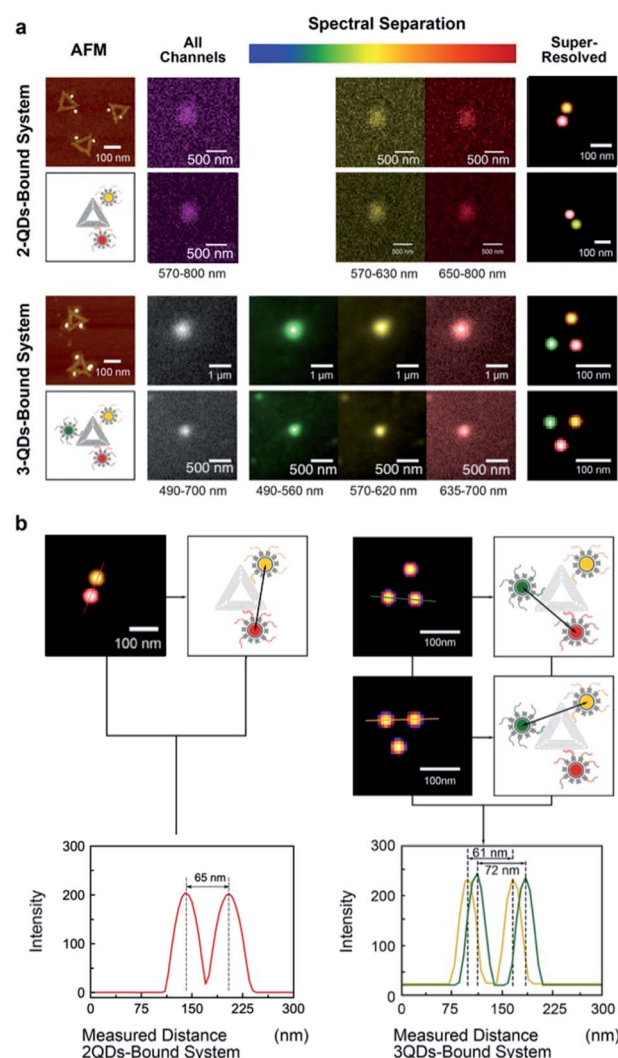 a
Spectral Separation
AFM
All
Channels
Super-
Resolved
2-QDs-Bound System
100 nm
500 nm
500 nm
500 nm
100 nm
500 nm
500 nm
500 nm
100 nm
570-800 nm
570-630 nm
650-800 nm
3-QDs-Bound System
100 nm
1 µm
1 µm
1 µm
1 µm
100 nm
500 nm
500 nm
500 nm
500 nm
100 nm
490-700 nm
490-560 nm
570-620 nm
635-700 nm
b
100 nm
100nm
100nm
300
200
100
0
Intensity
65 nm
0
75
150
225
300
Measured Distance (nm)
2QDs-Bound System
300
200
100
0
Intensity
61 nm
72 nm
0
75
150
225
300
Measured Distance (nm)
3QDs-Bound System